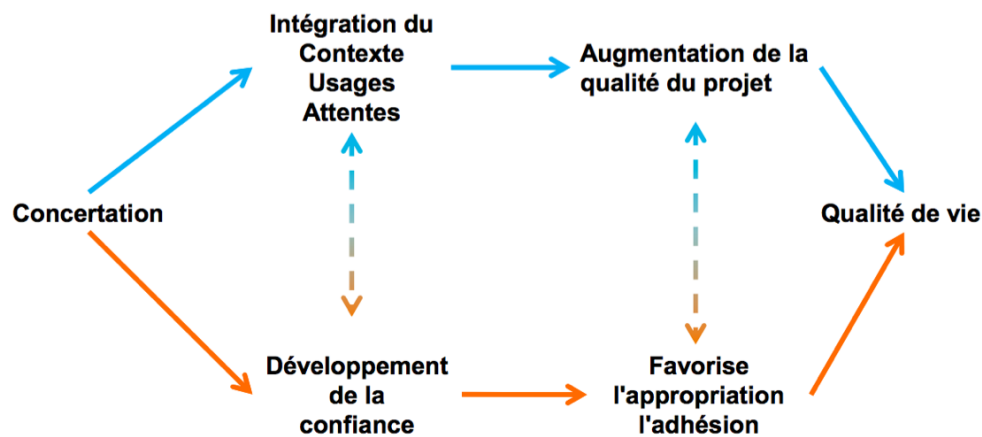 Intégration du
Contexte
Usages
Attentes
Augmentation de la
qualité du projet
Concertation
Qualité de vie
Développement
de la
confiance
Favorise
l'appropriation
l'adhésion